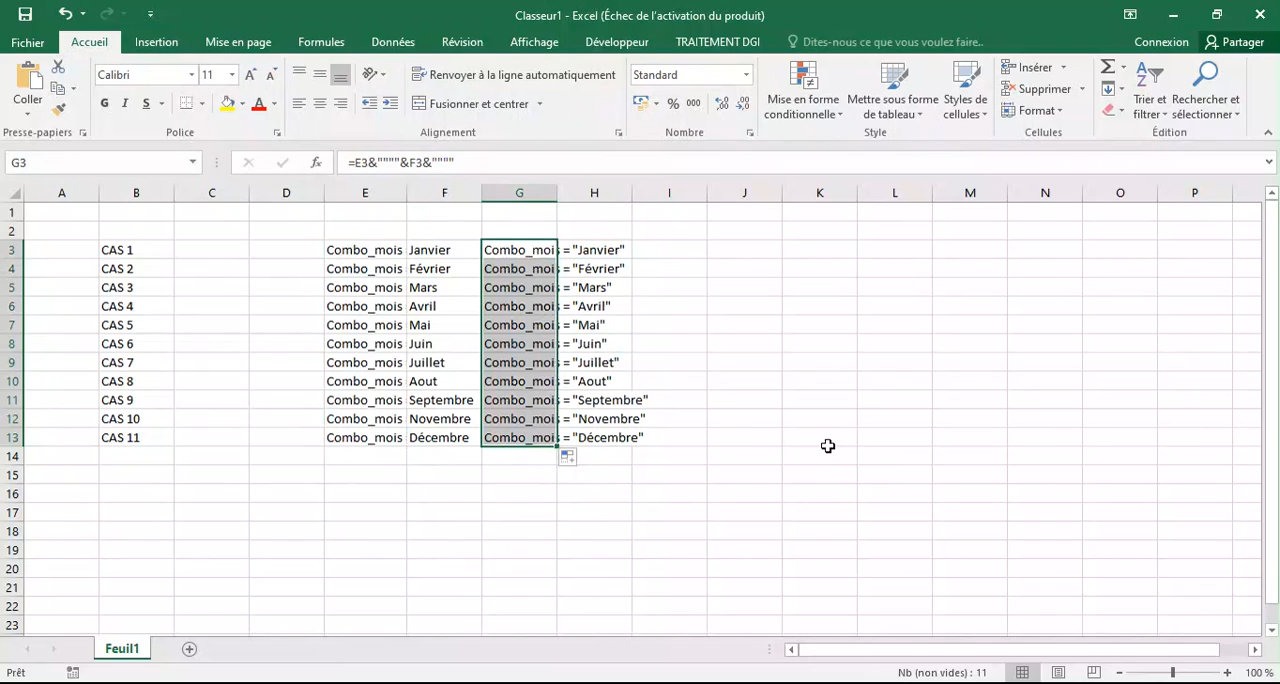 Classeur1 - Excel (Échec de l'activation du produit)
Fichier Accueil Insertion Mise en page Formules Données Révision Affichage Développeur TRAITEMENT DGI Dites-nous ce que vous voulez faire.. Connexion Partager
Coller
Presse-papiers
Calibri 11
G I S
Police
Renvoyer à la ligne automatiquement
Fusionner et centrer
Alignement
Standard
% 000
Nombre
Mise en forme conditionnelle
Mettre sous forme de tableau
Styles de cellules
Style
Insérer
Supprimer
Format
Cellules
Trier et filtrer
Rechercher et sélectionner
Édition
G3 fx =E3&""""&F3&""""
A B C D E F G H I J K L M N O P
1
2
3 CAS 1 Combo_mois Janvier Combo_mois = "Janvier"
4 CAS 2 Combo_mois Février Combo_mois = "Février"
5 CAS 3 Combo_mois Mars Combo_mois = "Mars"
6 CAS 4 Combo_mois Avril Combo_mois = "Avril"
7 CAS 5 Combo_mois Mai Combo_mois = "Mai"
8 CAS 6 Combo_mois Juin Combo_mois = "Juin"
9 CAS 7 Combo_mois Juillet Combo_mois = "Juillet"
10 CAS 8 Combo_mois Aout Combo_mois = "Aout"
11 CAS 9 Combo_mois Septembre Combo_mois = "Septembre"
12 CAS 10 Combo_mois Novembre Combo_mois = "Novembre"
13 CAS 11 Combo_mois Décembre Combo_mois = "Décembre"
14
15
16
17
18
19
20
21
22
23
Feuil1
Prêt Nb (non vides) : 11 100 %